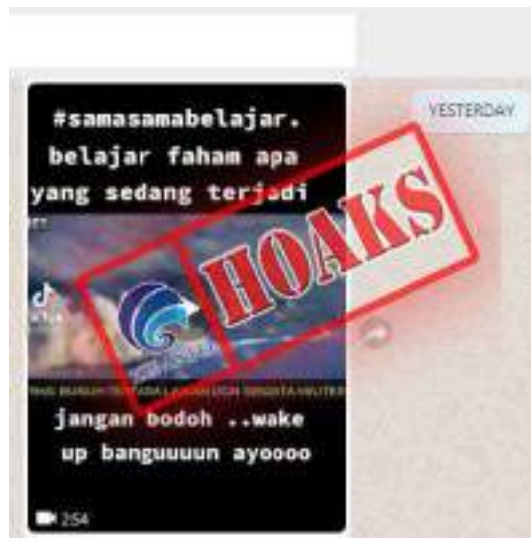 YESTERDAY
#samasamabelajar.
belajar faham apa
yang sedang terjadi
HOAKS
jangan bodoh ..wake
up banguuuun ayoooo
2:54